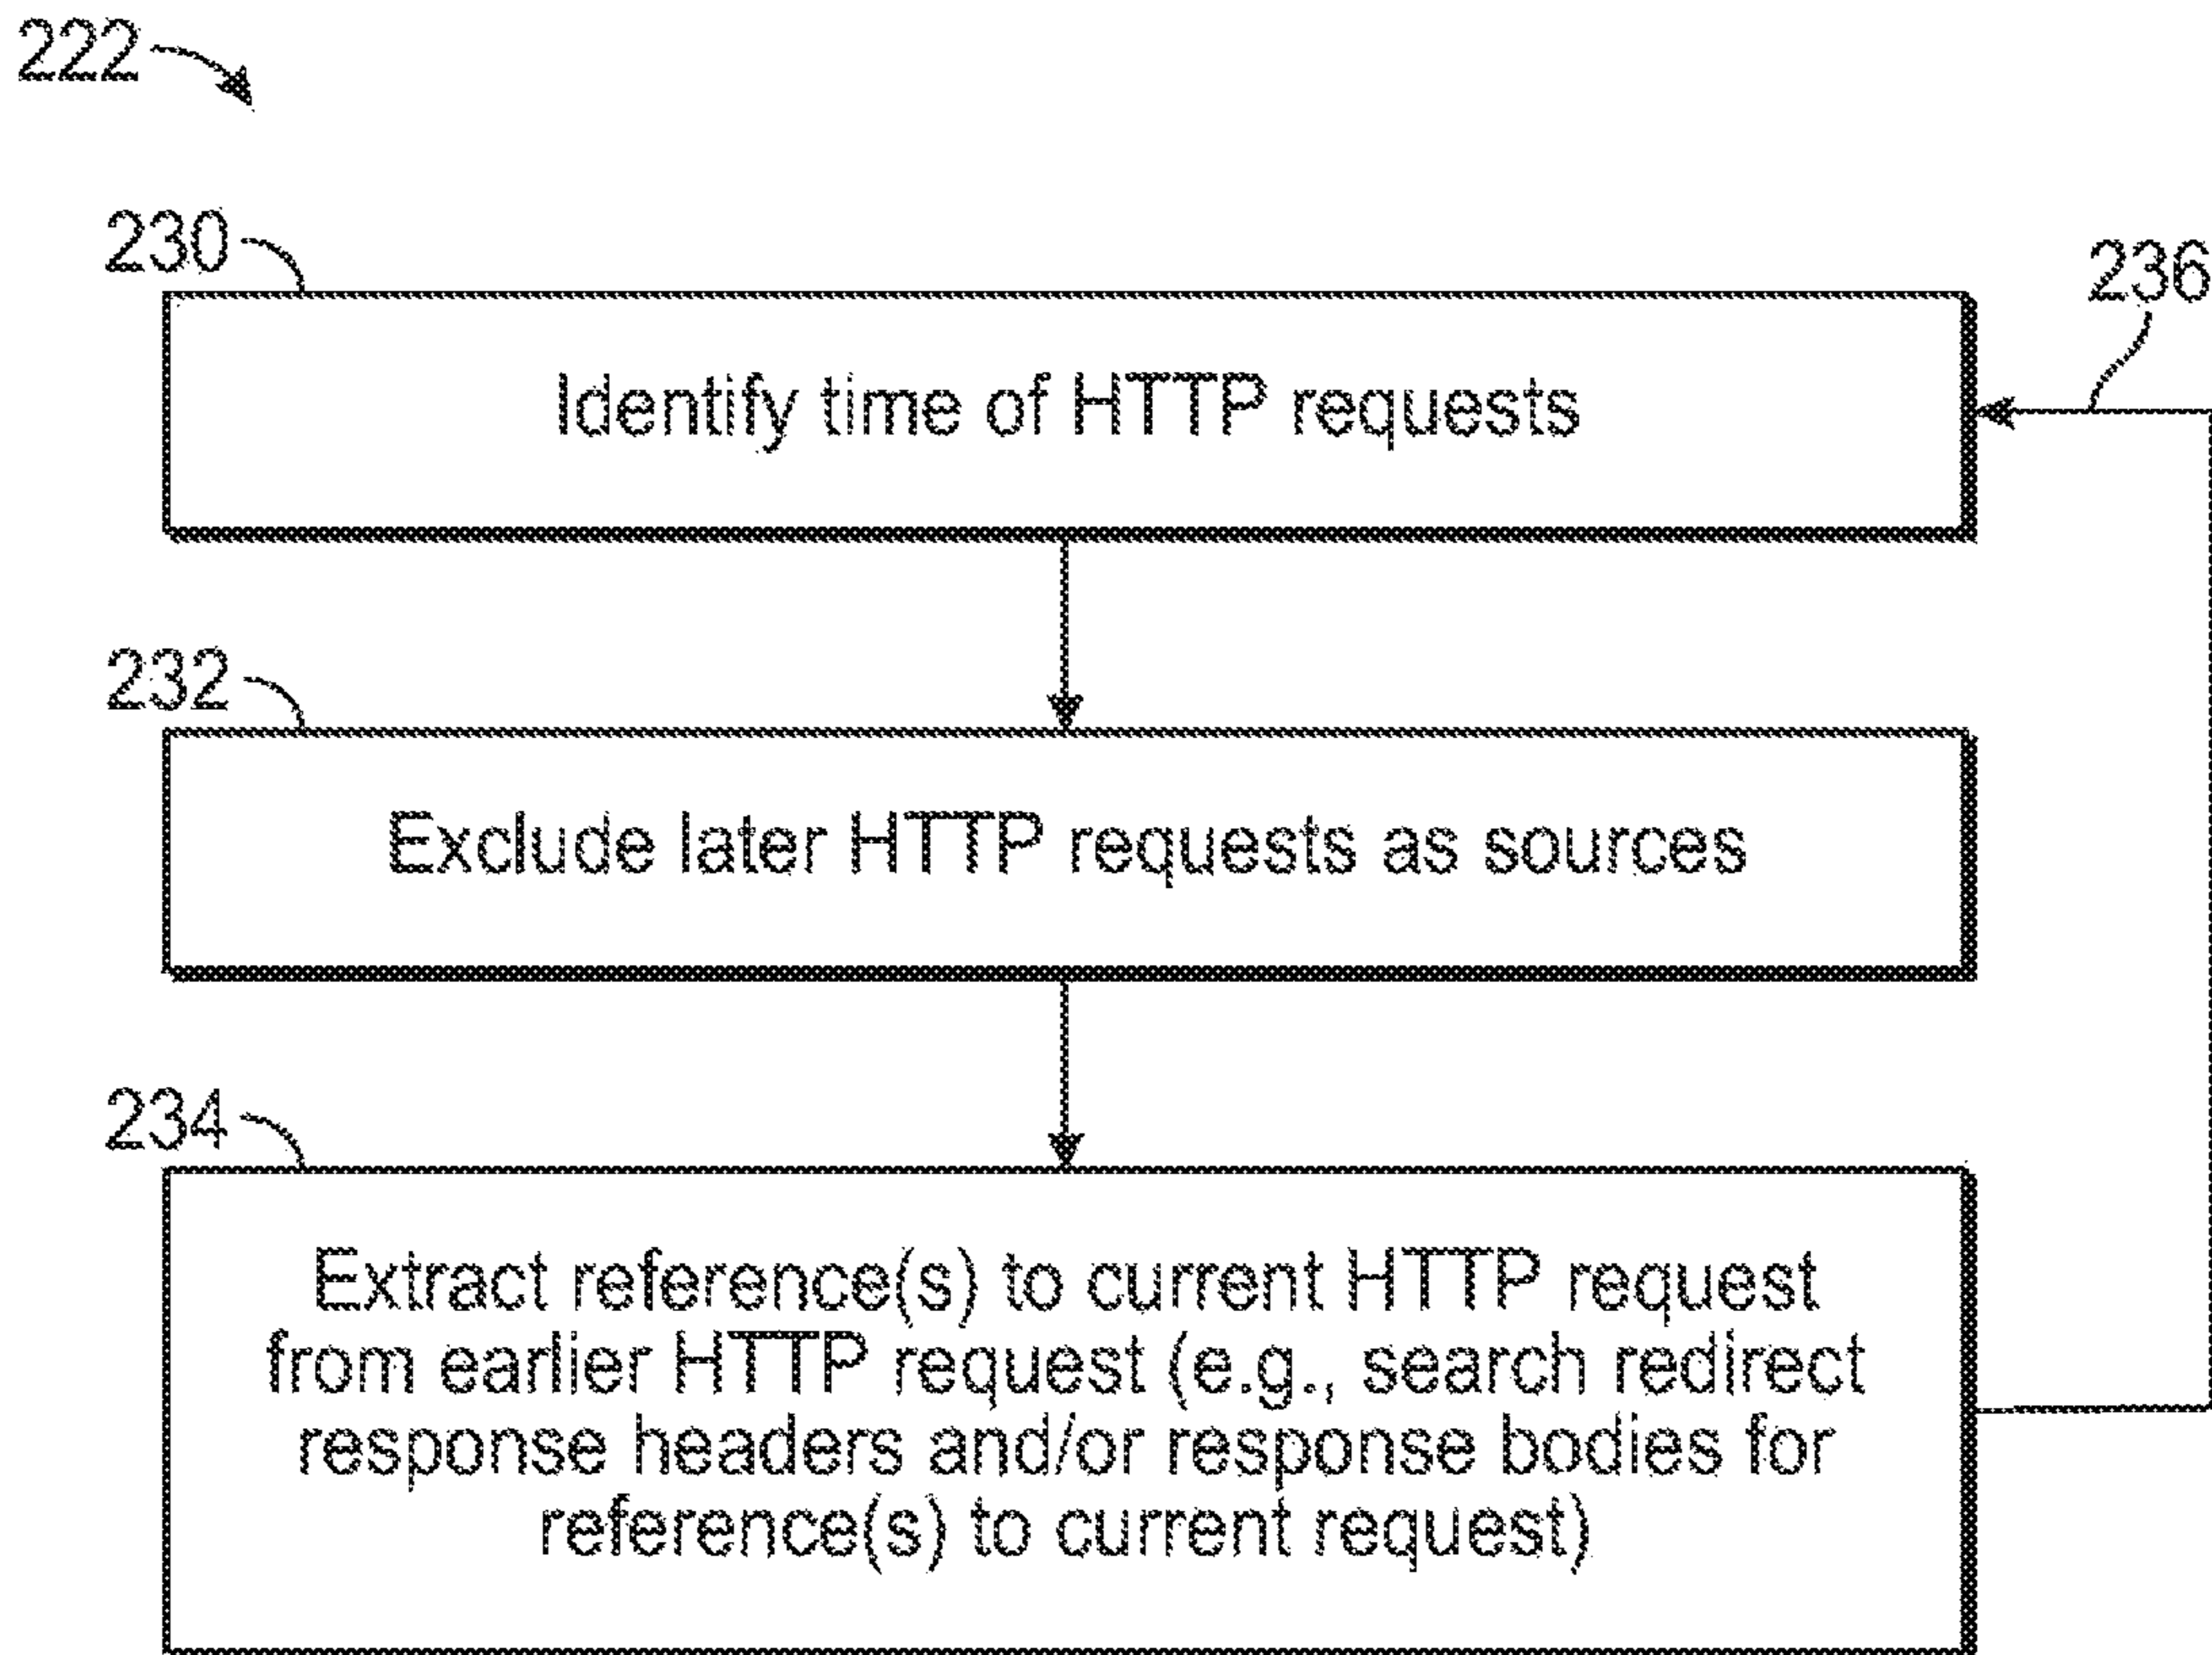 222
230
236
Identify time of HTTP requests
232
Exclude later HTTP requests as sources
234
Extract reference(s) to current HTTP request
from earlier HTTP request (e.g., search redirect
response headers and/or response bodies for
reference(s) to current request)